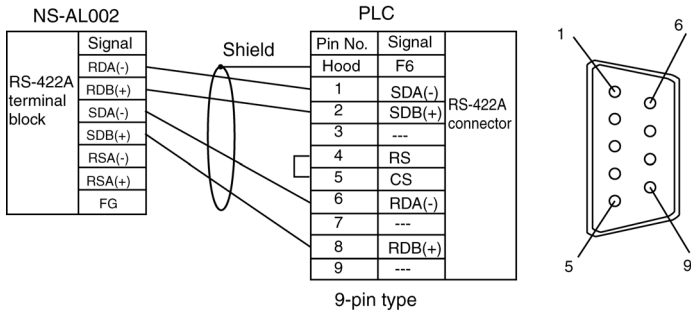 NS-AL002
RS-422A
terminal
block
Signal
RDA(-)
RDB(+)
SDA(-)
SDB(+)
RSA(-)
RSA(+)
FG
Shield
PLC
Pin No. Signal
Hood F6
1 SDA(-)
2 SDB(+)
3 ---
4 RS
5 CS
6 RDA(-)
7 ---
8 RDB(+)
9 ---
RS-422A
connector
9-pin type
1
6
5
9